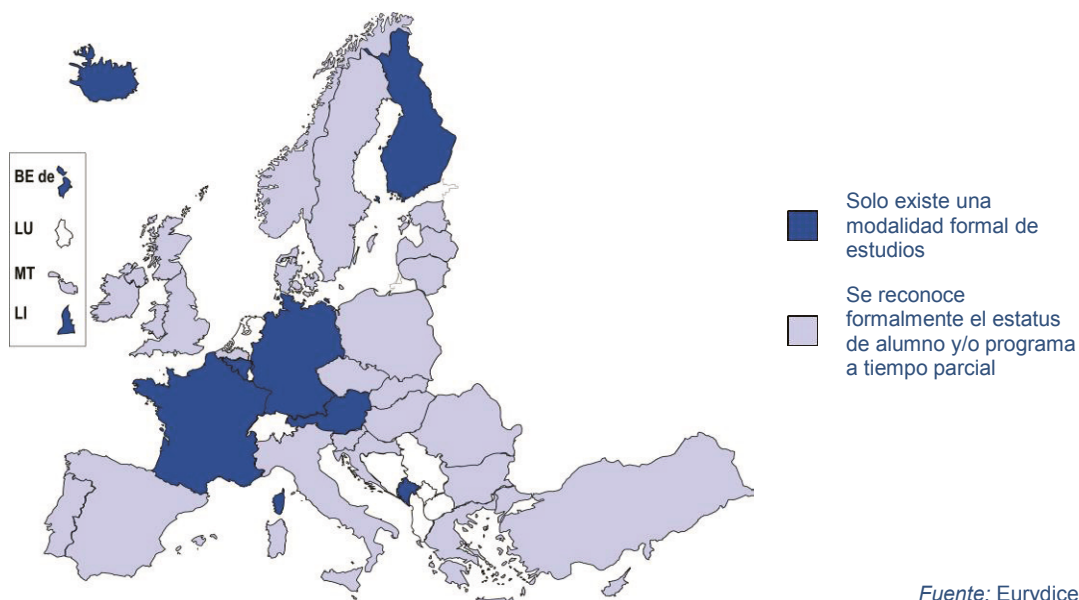 BE de
LU
MT
LI
Solo existe una
modalidad formal de
estudios
Se reconoce
formalmente el estatus
de alumno y/o programa
a tiempo parcial
Fuente: Eurydice